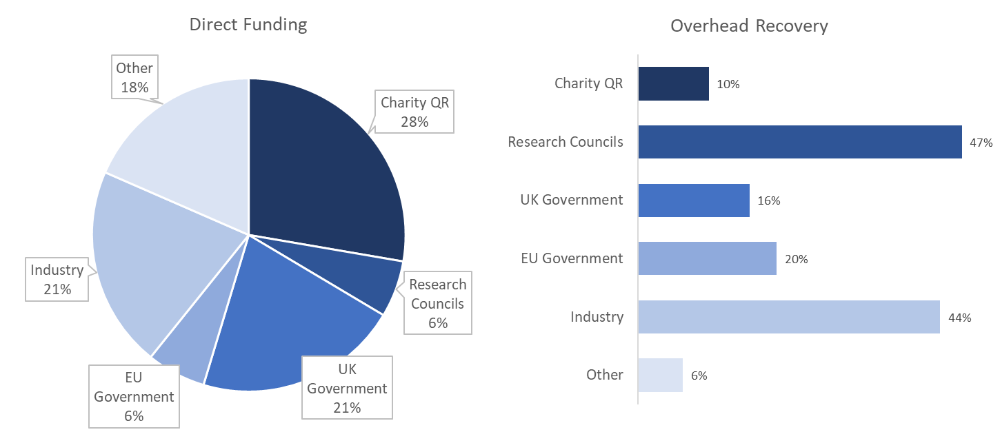 Direct Funding
Other
18%
Charity QR
28%
Research
Councils
6%
UK
Government
21%
EU
Government
6%
Industry
21%
Overhead Recovery
Charity QR
10%
Research Councils
47%
UK Government
16%
EU Government
20%
Industry
44%
Other
6%